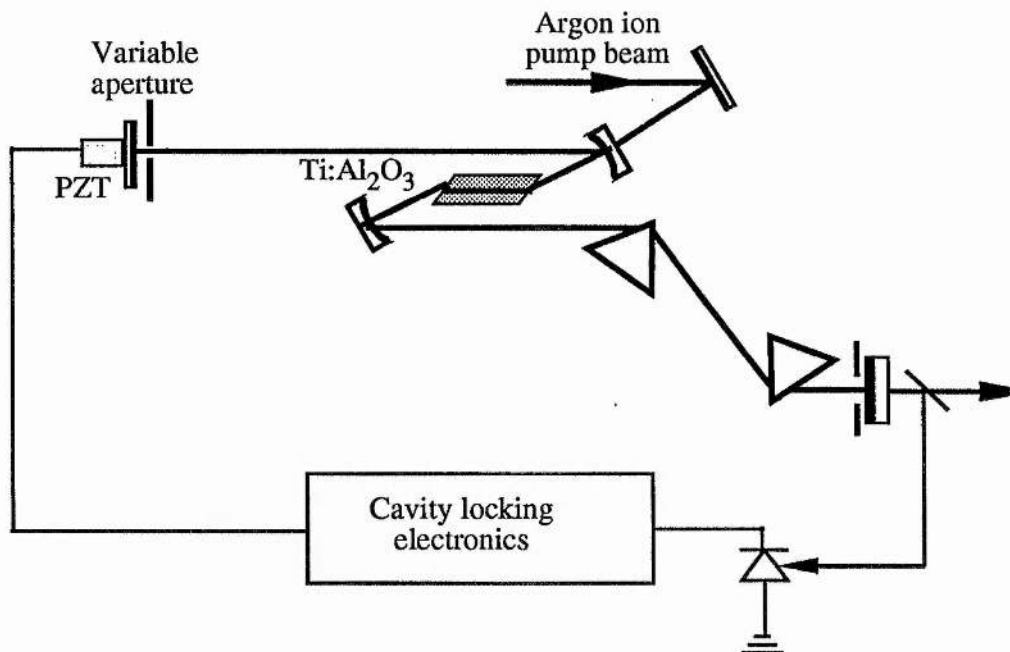 Argon ion
pump beam
Variable
aperture
PZT
Ti:Al₂O₃
Cavity locking
electronics